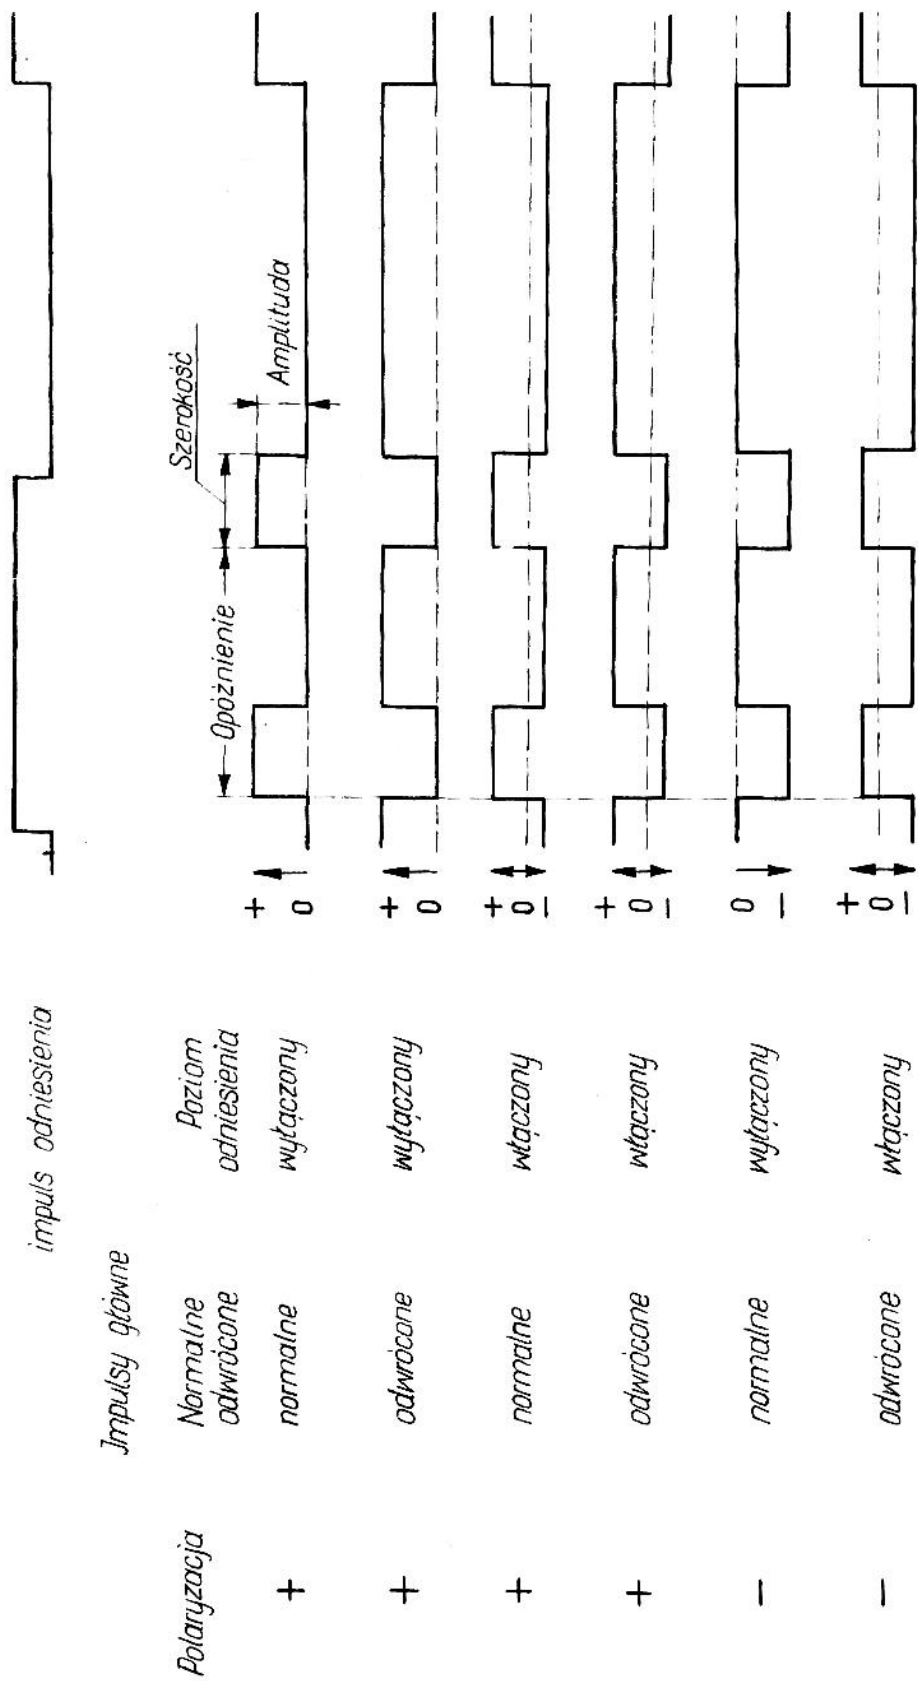 impuls odniesienia
Jmpulsy główne
Polaryzacja
Normalne
odwrócone
Poziom
odniesienia
Opóźnienie
Szerokość
Amplituda
+ normalne wyłączony 0 +
+ odwrócone wyłączony 0 +
+ normalne włączony - 0 +
+ odwrócone włączony - 0 +
- normalne wyłączony - 0
- odwrócone włączony - 0 +